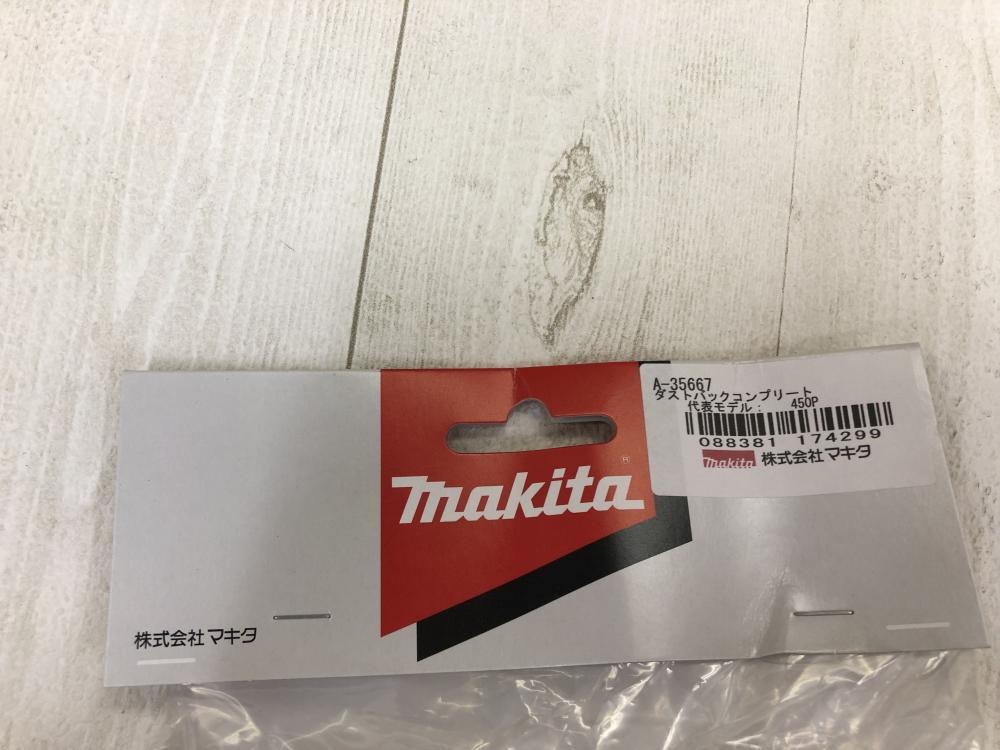 A-35667
ダストバックコンプリート
代表モデル： 450P
088381 174299
makita 株式会社マキタ
makita®
株式会社マキタ